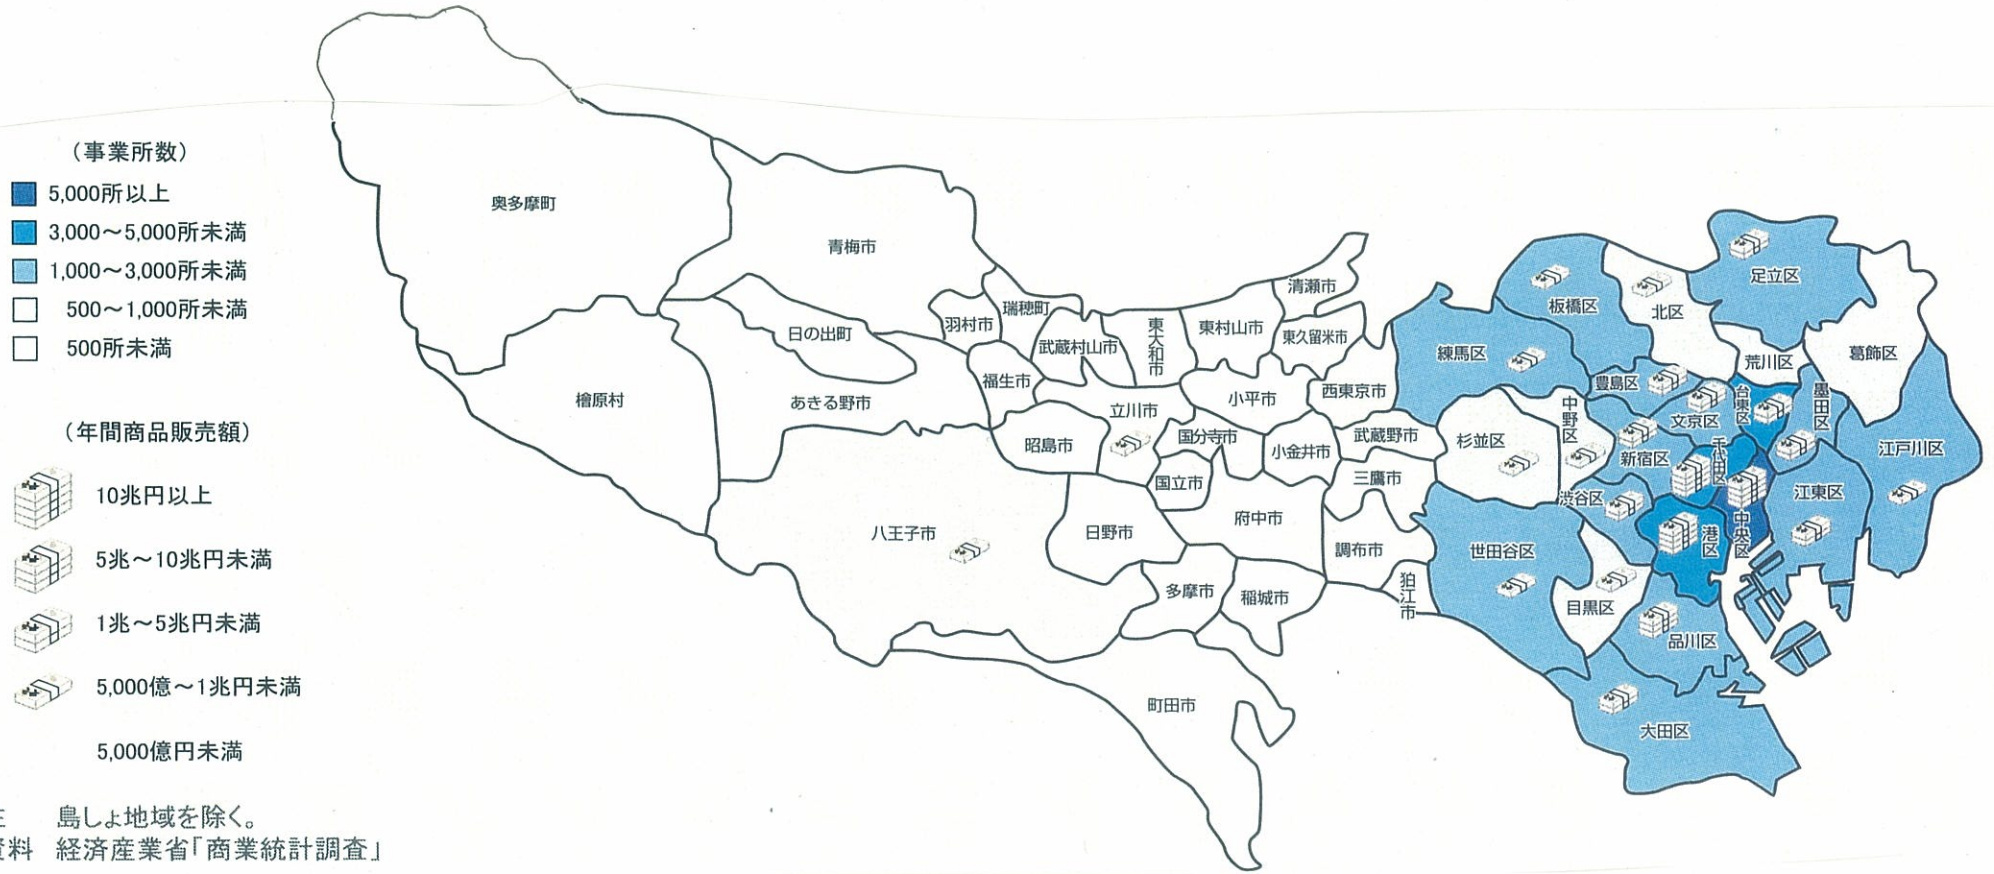 (事業所数)
5,000所以上
3,000～5,000所未満
1,000～3,000所未満
500～1,000所未満
500所未満
(年間商品販売額)
10兆円以上
5兆～10兆円未満
1兆～5兆円未満
5,000億～1兆円未満
5,000億円未満
島しょ地域を除く。
資料 経済産業省「商業統計調査」
奥多摩町
青梅市
日の出町
檜原村
あきる野市
羽村市
瑞穂町
武蔵村山市
福生市
東大和市
東村山市
清瀬市
東久留米市
立川市
小平市
西東京市
昭島市
国分寺市
小金井市
武蔵野市
国立市
三鷹市
八王子市
日野市
府中市
調布市
多摩市
稲城市
狛江市
町田市
足立区
板橋区
北区
練馬区
荒川区
葛飾区
豊島区
台東区
墨田区
文京区
中野区
杉並区
新宿区
千代田区
江戸川区
渋谷区
江東区
中央区
港区
世田谷区
目黒区
品川区
大田区